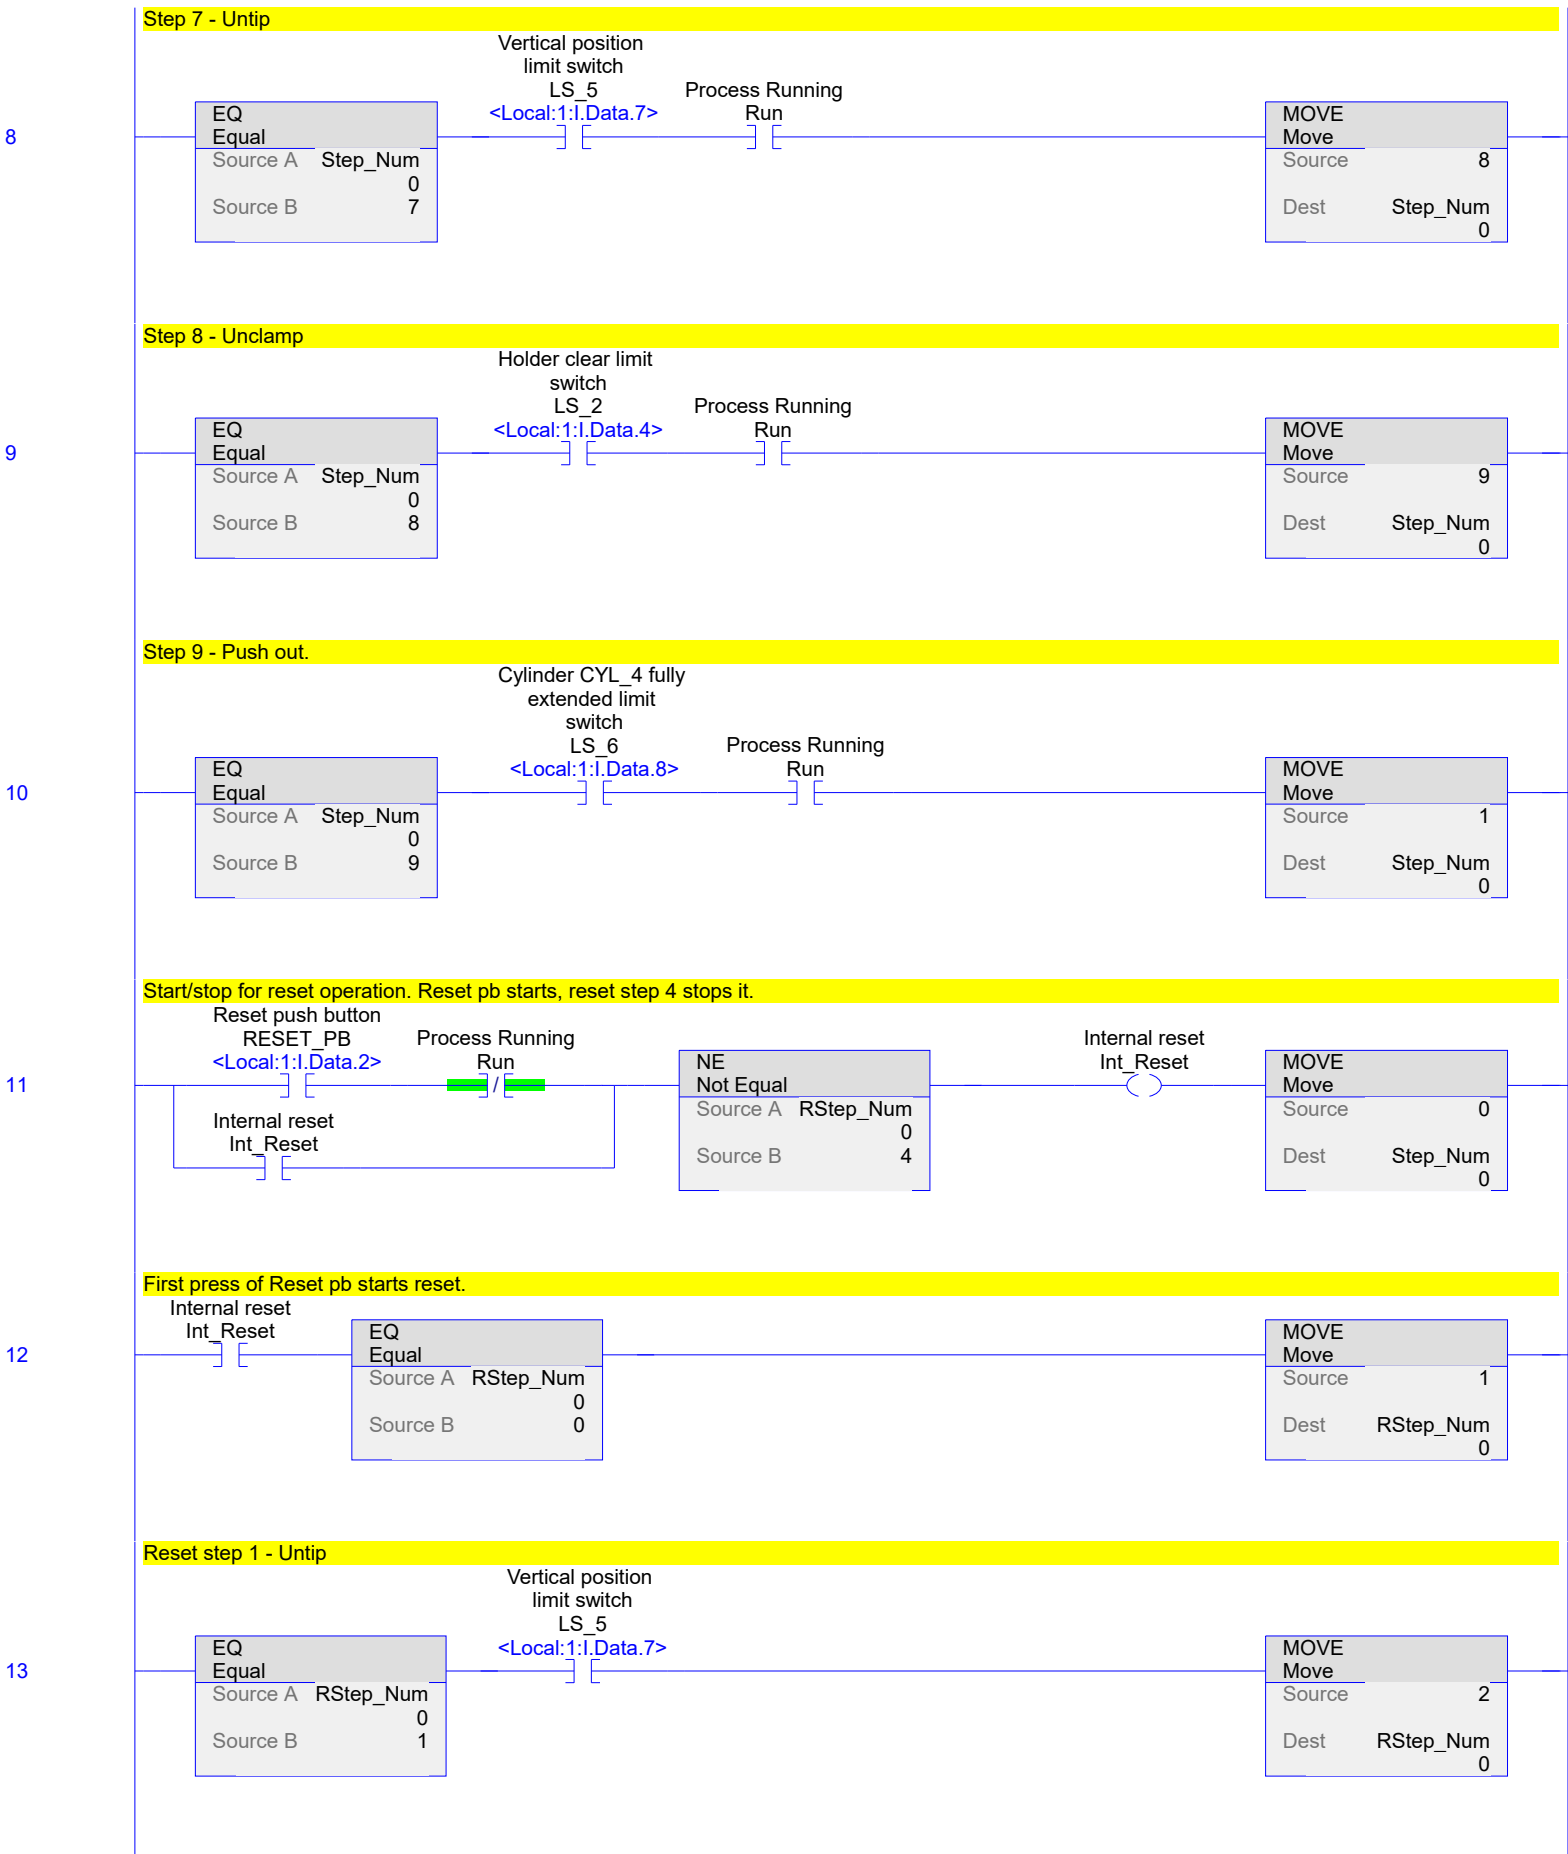 Step 7 - Untip
Vertical position
limit switch
LS_5
<Local:1:I.Data.7>
Process Running
Run
8
EQ
Equal
Source A Step_Num
0
Source B 7
MOVE
Move
Source 8
Dest Step_Num
0
Step 8 - Unclamp
Holder clear limit
switch
LS_2
<Local:1:I.Data.4>
Process Running
Run
9
EQ
Equal
Source A Step_Num
0
Source B 8
MOVE
Move
Source 9
Dest Step_Num
0
Step 9 - Push out.
Cylinder CYL_4 fully
extended limit
switch
LS_6
<Local:1:I.Data.8>
Process Running
Run
10
EQ
Equal
Source A Step_Num
0
Source B 9
MOVE
Move
Source 1
Dest Step_Num
0
Start/stop for reset operation. Reset pb starts, reset step 4 stops it.
Reset push button
RESET_PB
<Local:1:I.Data.2>
Process Running
Run
/
11
Internal reset
Int_Reset
NE
Not Equal
Source A RStep_Num
0
Source B 4
Internal reset
Int_Reset
MOVE
Move
Source 0
Dest Step_Num
0
First press of Reset pb starts reset.
Internal reset
Int_Reset
12
EQ
Equal
Source A RStep_Num
0
Source B 0
MOVE
Move
Source 1
Dest RStep_Num
0
Reset step 1 - Untip
Vertical position
limit switch
LS_5
<Local:1:I.Data.7>
13
EQ
Equal
Source A RStep_Num
0
Source B 1
MOVE
Move
Source 2
Dest RStep_Num
0